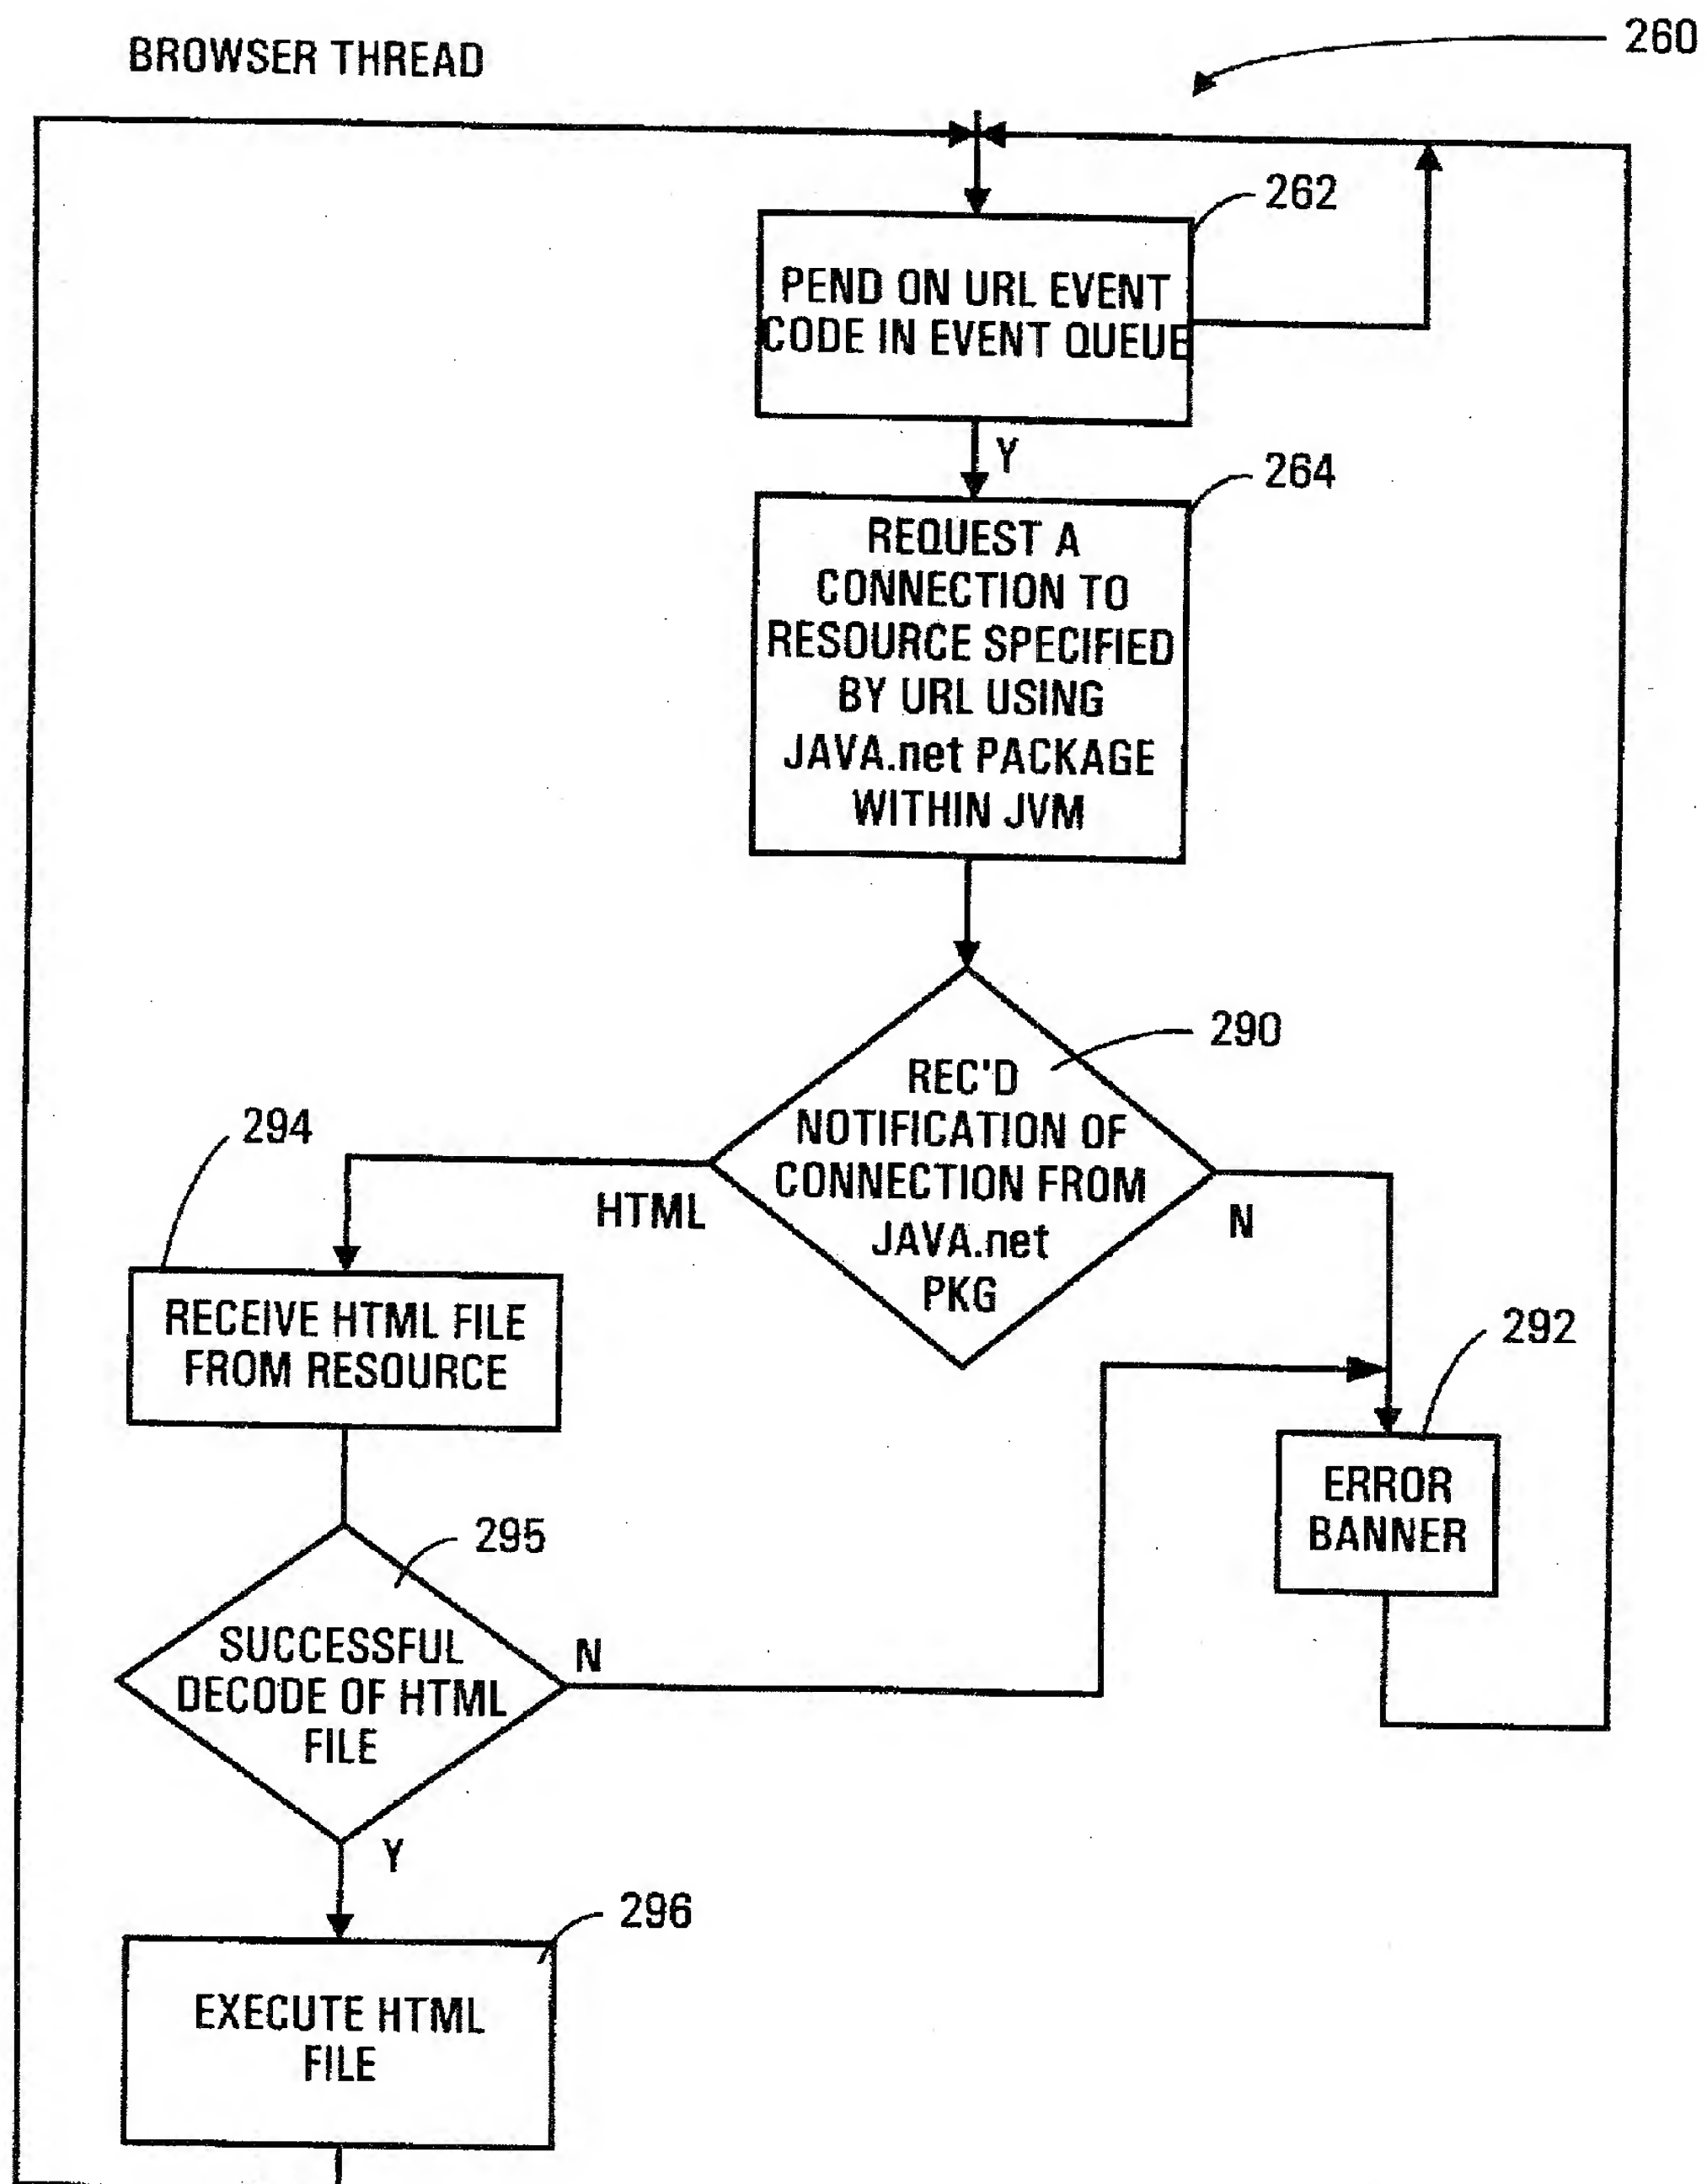 BROWSER THREAD
260
262
PEND ON URL EVENT
CODE IN EVENT QUEUE
Y
264
REQUEST A
CONNECTION TO
RESOURCE SPECIFIED
BY URL USING
JAVA.net PACKAGE
WITHIN JVM
290
REC'D
NOTIFICATION OF
CONNECTION FROM
JAVA.net
PKG
HTML
N
294
RECEIVE HTML FILE
FROM RESOURCE
292
ERROR
BANNER
295
SUCCESSFUL
DECODE OF HTML
FILE
N
Y
296
EXECUTE HTML
FILE